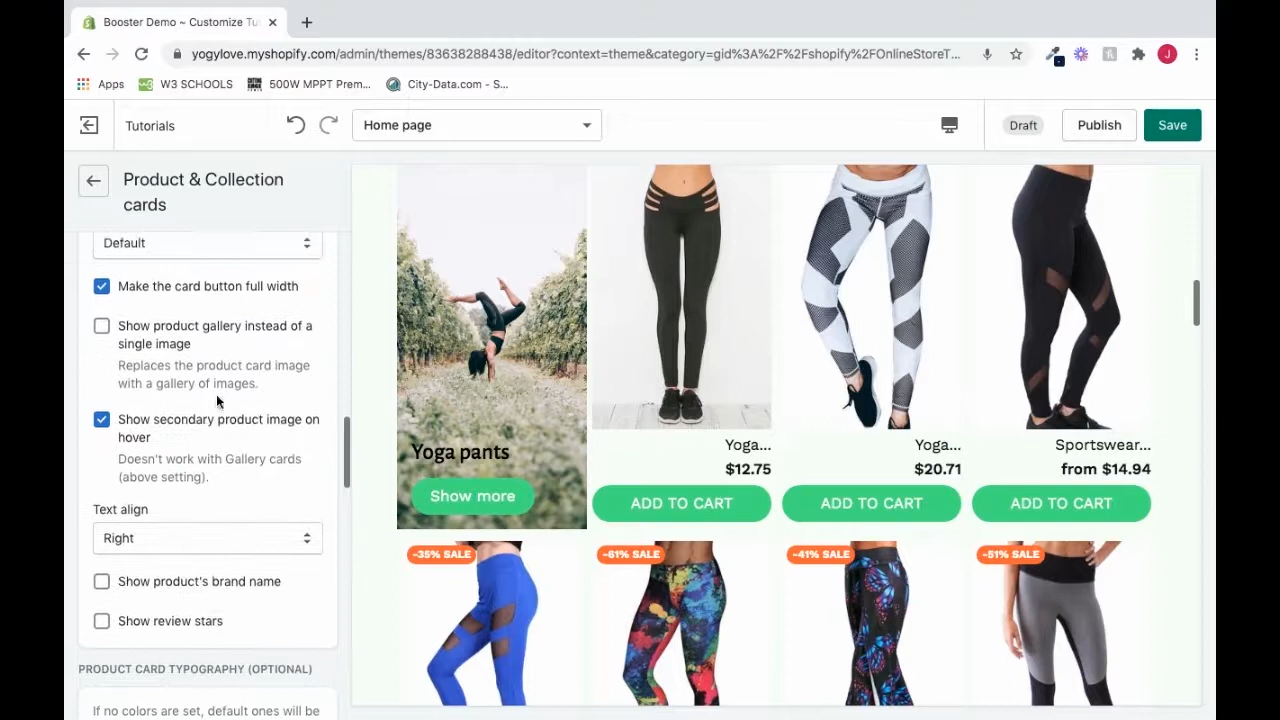 Booster Demo ~ Customize Tu
yogylove.myshopify.com/admin/themes/83638288438/editor?context=theme&category=gid%3A%2F%2Fshopify%2FOnlineStoreT...
J
Apps
W3 SCHOOLS
500W MPPT Prem...
City-Data.com - S...
Tutorials
Home page
Draft
Publish
Save
Product & Collection
cards
Default
Make the card button full width
Show product gallery instead of a
single image
Replaces the product card image
with a gallery of images.
Show secondary product image on
hover
Doesn't work with Gallery cards
(above setting).
Text align
Right
Show product's brand name
Show review stars
PRODUCT CARD TYPOGRAPHY (OPTIONAL)
If no colors are set, default ones will be
Yoga pants
Show more
Yoga...
$12.75
ADD TO CART
Yoga...
$20.71
ADD TO CART
Sportswear...
from $14.94
ADD TO CART
-35% SALE
-61% SALE
-41% SALE
-51% SALE